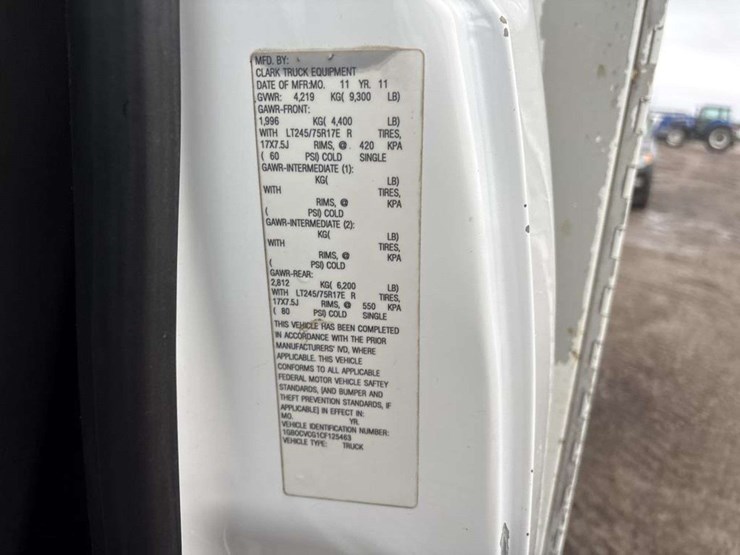 MFD. BY:
CLARK TRUCK EQUIPMENT
DATE OF MFR:MO. 11 YR. 11
GVWR: 4,219 KG( 9,300 LB)
GAWR-FRONT:
1,996 KG( 4,400 LB)
WITH LT245/75R17E R TIRES,
17X7.5J RIMS, @ 420 KPA
( 60 PSI) COLD SINGLE
GAWR-INTERMEDIATE (1):
KG( LB)
WITH TIRES,
RIMS, @ KPA
( PSI) COLD
GAWR-INTERMEDIATE (2):
KG( LB)
WITH TIRES,
RIMS, @ KPA
( PSI) COLD
GAWR-REAR:
2,812 KG( 6,200 LB)
WITH LT245/75R17E R TIRES,
17X7.5J RIMS, @ 550 KPA
( 80 PSI) COLD SINGLE
THIS VEHICLE HAS BEEN COMPLETED
IN ACCORDANCE WITH THE PRIOR
MANUFACTURERS' IVD, WHERE
APPLICABLE. THIS VEHICLE
CONFORMS TO ALL APPLICABLE
FEDERAL MOTOR VEHICLE SAFTEY
STANDARDS, [AND BUMPER AND
THEFT PREVENTION STANDARDS, IF
APPLICABLE] IN EFFECT IN:
MO. YR.
VEHICLE IDENTIFICATION NUMBER:
1GB0CVCG1CF125463
VEHICLE TYPE: TRUCK